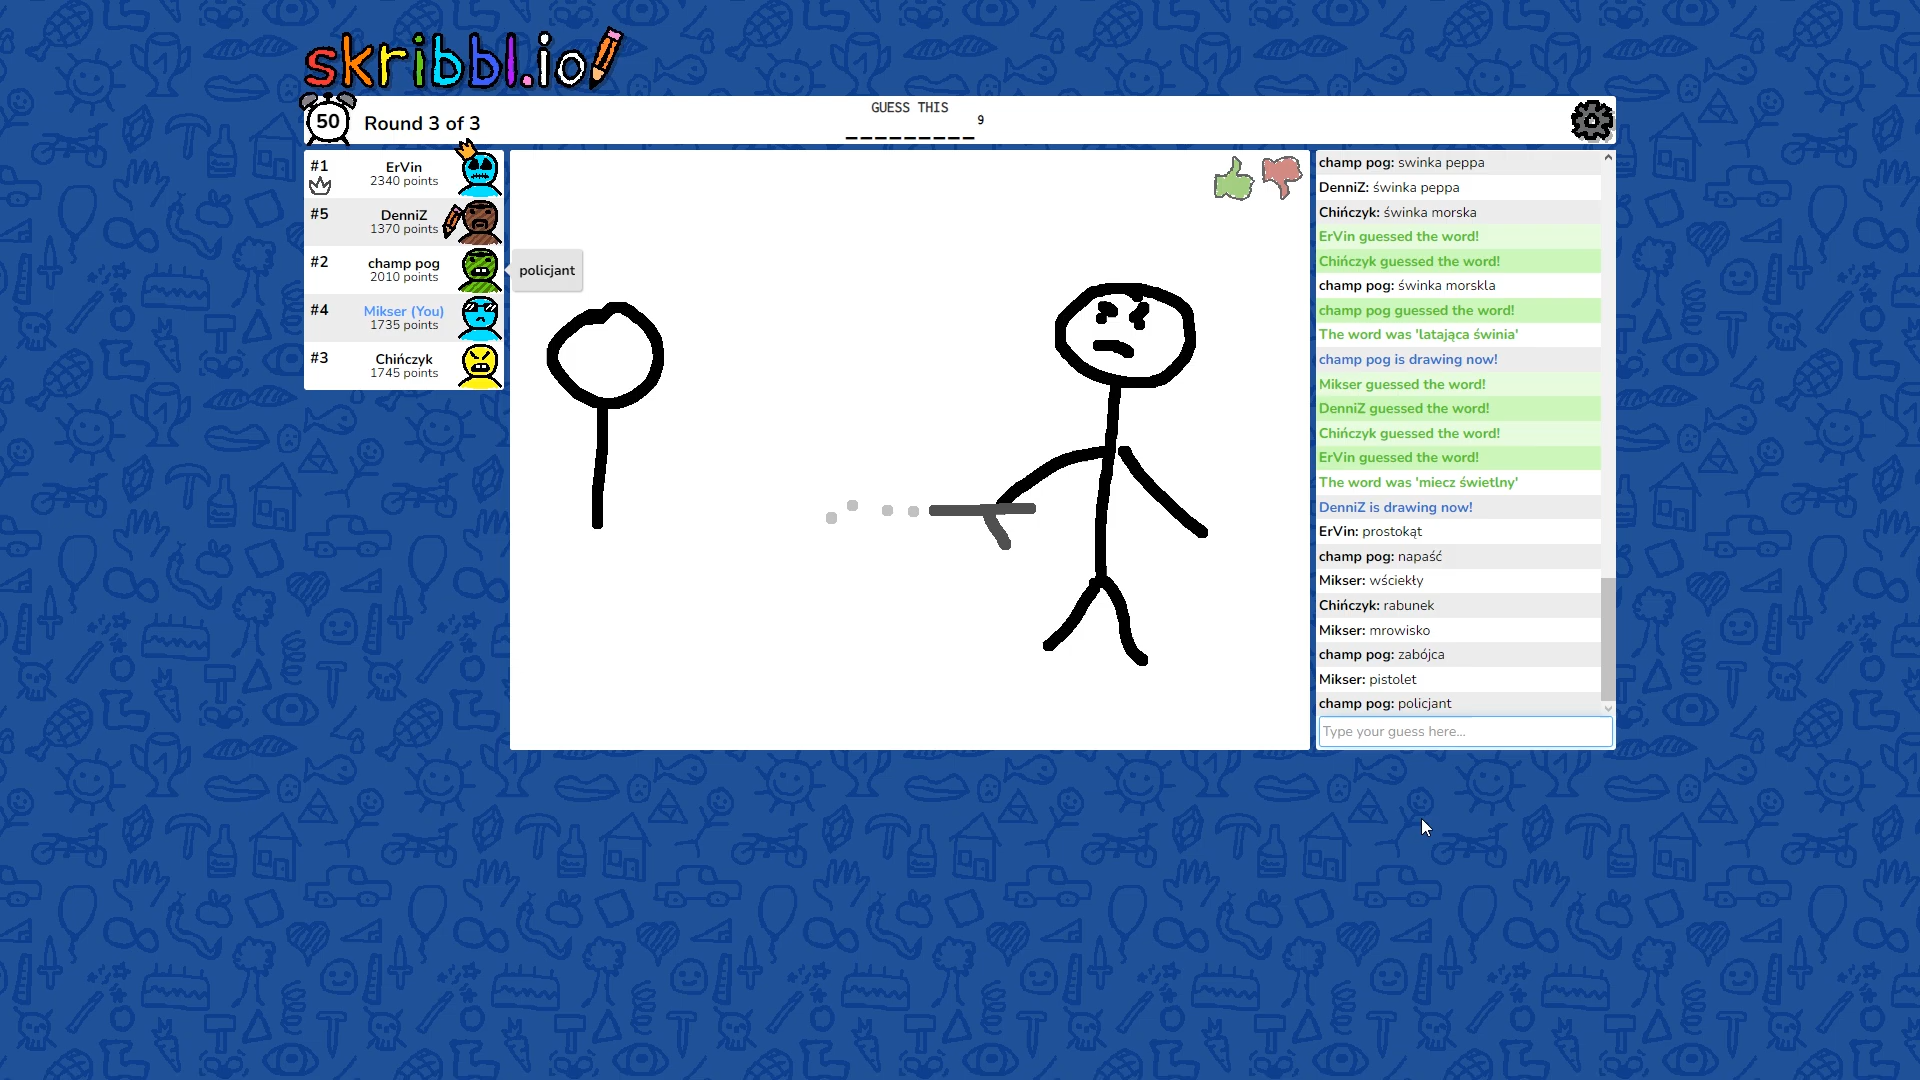 skribbl.io
50
Round 3 of 3
GUESS THIS
_________ 9
#1
ErVin
2340 points
#5
DenniZ
1370 points
#2
champ pog
2010 points
policjant
#4
Mikser (You)
1735 points
#3
Chińczyk
1745 points
champ pog: swinka peppa
DenniZ: świnka peppa
Chińczyk: świnka morska
ErVin guessed the word!
Chińczyk guessed the word!
champ pog: świnka morskla
champ pog guessed the word!
The word was 'latająca świnia'
champ pog is drawing now!
Mikser guessed the word!
DenniZ guessed the word!
Chińczyk guessed the word!
ErVin guessed the word!
The word was 'miecz świetlny'
DenniZ is drawing now!
ErVin: prostokąt
champ pog: napaść
Mikser: wściekły
Chińczyk: rabunek
Mikser: mrowisko
champ pog: zabójca
Mikser: pistolet
champ pog: policjant
Type your guess here...